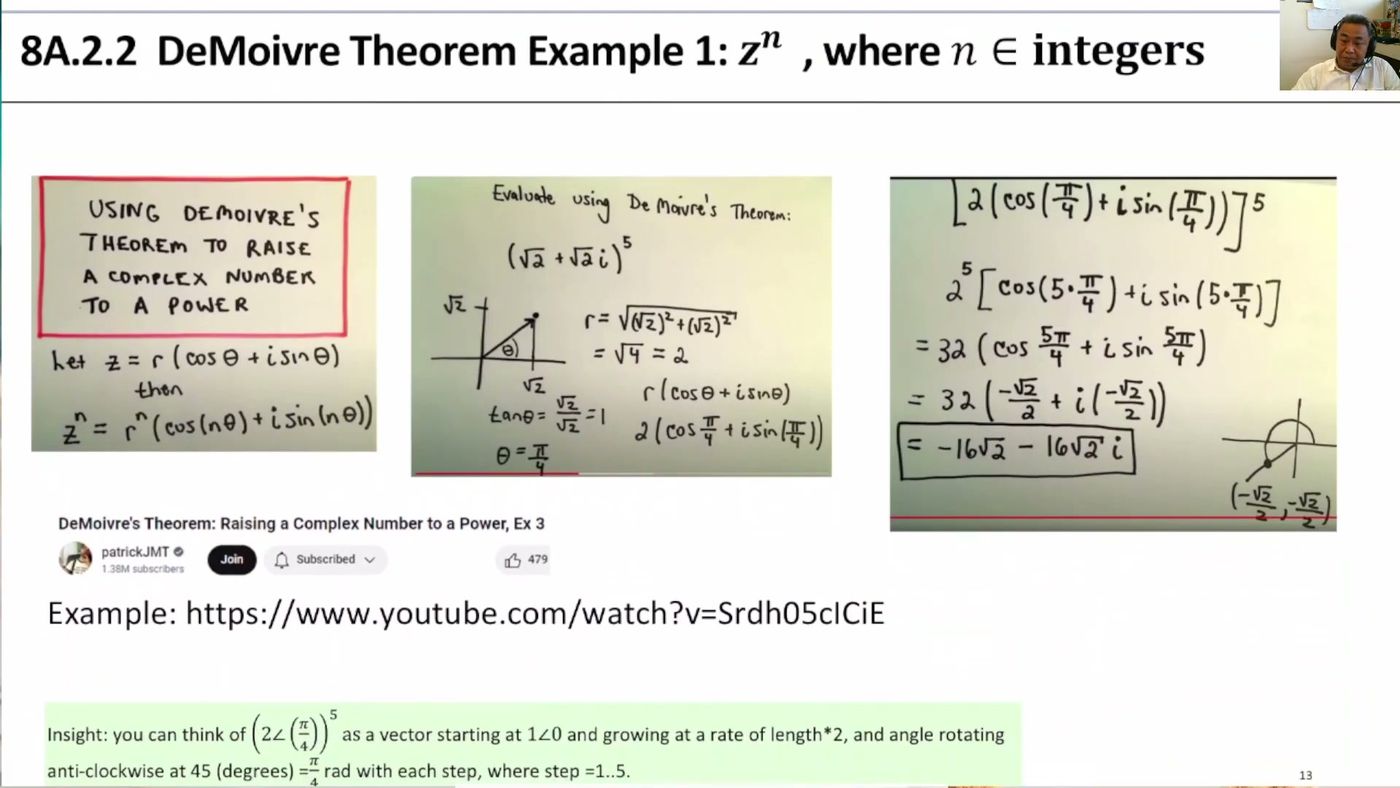 8A.2.2 DeMoivre Theorem Example 1: zⁿ , where n ∈ integers
USING DEMOIVRE'S
THEOREM TO RAISE
A COMPLEX NUMBER
TO A POWER
Let z = r (cosθ + i sinθ)
then
zⁿ = rⁿ (cos(nθ) + i sin(nθ))
Evaluate using De Moivre's Theorem:
(√2 + √2 i)⁵
√2
θ
√2
r = √((√2)² + (√2)²)
= √4 = 2
tanθ = √2/√2 = 1
θ = π/4
r (cosθ + i sinθ)
2(cos π/4 + i sin(π/4))
[2(cos(π/4) + i sin(π/4))]⁵
2⁵ [cos(5·π/4) + i sin(5·π/4)]
= 32 (cos 5π/4 + i sin 5π/4)
= 32 (-√2/2 + i(-√2/2))
= -16√2 - 16√2 i
(-√2/2, -√2/2)
DeMoivre's Theorem: Raising a Complex Number to a Power, Ex 3
patrickJMT
1.38M subscribers
Join
Subscribed
479
Example: https://www.youtube.com/watch?v=Srdh05cICiE
Insight: you can think of (2∠(π/4))⁵ as a vector starting at 1∠0 and growing at a rate of length*2, and angle rotating
anti-clockwise at 45 (degrees) =π/4 rad with each step, where step =1..5.
13